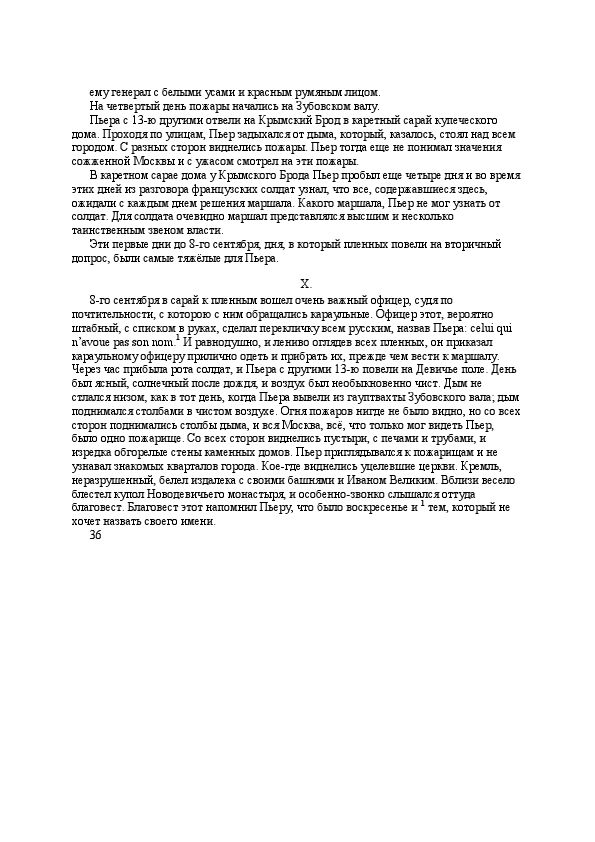 ему генерал с белыми усами и красным румяным лицом.
На четвертый день пожары начались на Зубовском валу.
Пьера с 13-ю другими отвели на Крымский Брод в каретный сарай купеческого
дома. Проходя по улицам, Пьер задыхался от дыма, который, казалось, стоял над всем
городом. С разных сторон виднелись пожары. Пьер тогда еще не понимал значения
сожженной Москвы и с ужасом смотрел на эти пожары.
В каретном сарае дома у Крымского Брода Пьер пробыл еще четыре дня и во время
этих дней из разговора французских солдат узнал, что все, содержавшиеся здесь,
ожидали с каждым днем решения маршала. Какого маршала, Пьер не мог узнать от
солдат. Для солдата очевидно маршал представлялся высшим и несколько
таинственным звеном власти.
Эти первые дни до 8-го сентября, дня, в который пленных повели на вторичный
допрос, были самые тяжёлые для Пьера.
X.
8-го сентября в сарай к пленным вошел очень важный офицер, судя по
почтительности, с которою с ним обращались караульные. Офицер этот, вероятно
штабный, с списком в руках, сделал перекличку всем русским, назвав Пьера: celui qui
n’avoue pas son nom.1 И равнодушно, и лениво оглядев всех пленных, он приказал
караульному офицеру прилично одеть и прибрать их, прежде чем вести к маршалу.
Через час прибыла рота солдат, и Пьера с другими 13-ю повели на Девичье поле. День
был ясный, солнечный после дождя, и воздух был необыкновенно чист. Дым не
стлался низом, как в тот день, когда Пьера вывели из гауптвахты Зубовского вала; дым
поднимался столбами в чистом воздухе. Огня пожаров нигде не было видно, но со всех
сторон поднимались столбы дыма, и вся Москва, всё, что только мог видеть Пьер,
было одно пожарище. Со всех сторон виднелись пустыри, с печами и трубами, и
изредка обгорелые стены каменных домов. Пьер приглядывался к пожарищам и не
узнавал знакомых кварталов города. Кое-где виднелись уцелевшие церкви. Кремль,
неразрушенный, белел издалека с своими башнями и Иваном Великим. Вблизи весело
блестел купол Новодевичьего монастыря, и особенно-звонко слышался оттуда
благовест. Благовест этот напомнил Пьеру, что было воскресенье и 1 тем, который не
хочет назвать своего имени.
36